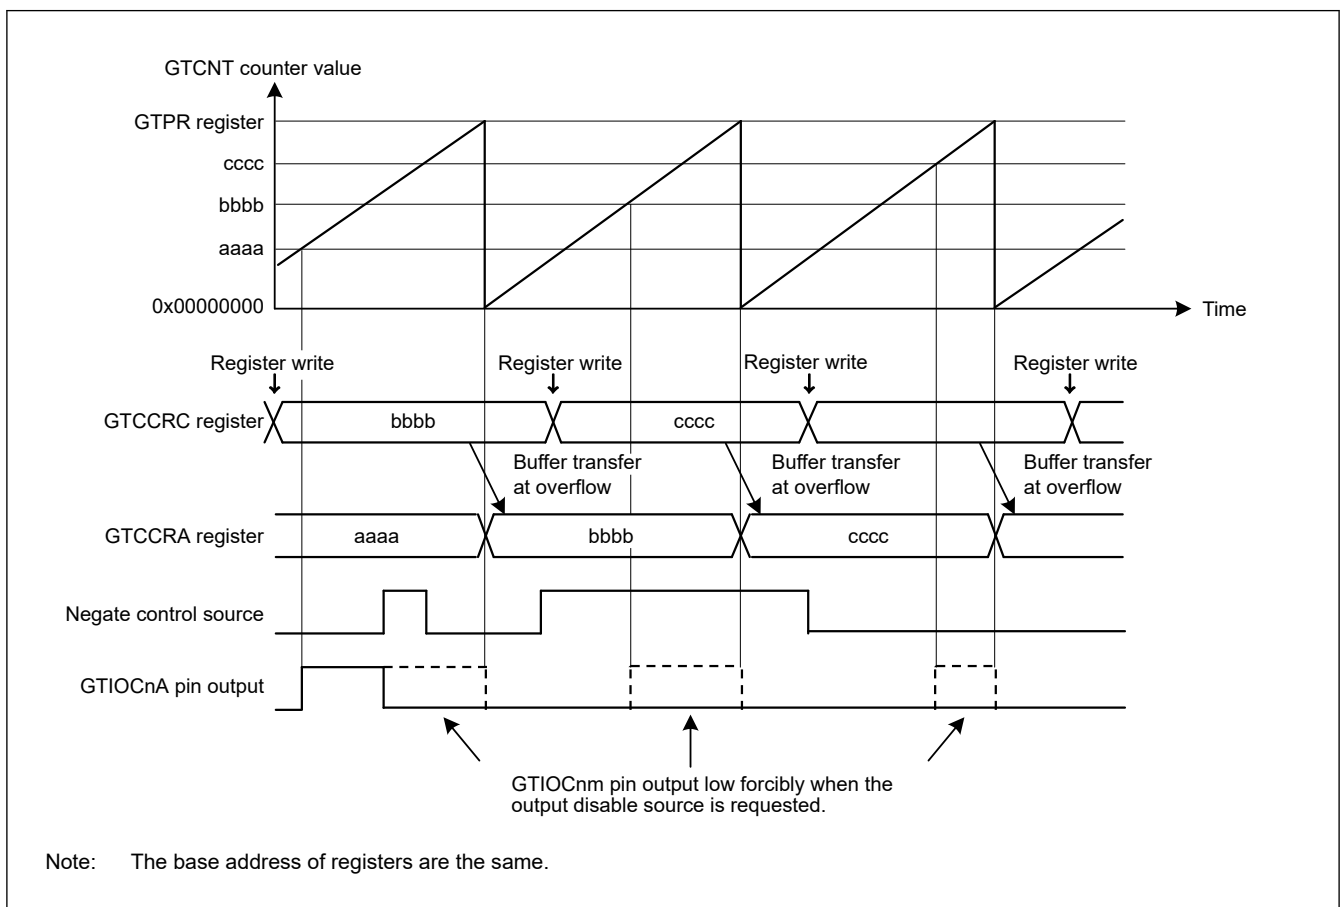 GTCNT counter value
GTPR register
cccc
bbbb
aaaa
0x00000000
Time
Register write
Register write
Register write
Register write
GTCCRC register
bbbb
cccc
Buffer transfer
at overflow
Buffer transfer
at overflow
Buffer transfer
at overflow
GTCCRA register
aaaa
bbbb
cccc
Negate control source
GTIOCnA pin output
GTIOCnm pin output low forcibly when the
output disable source is requested.
Note: The base address of registers are the same.